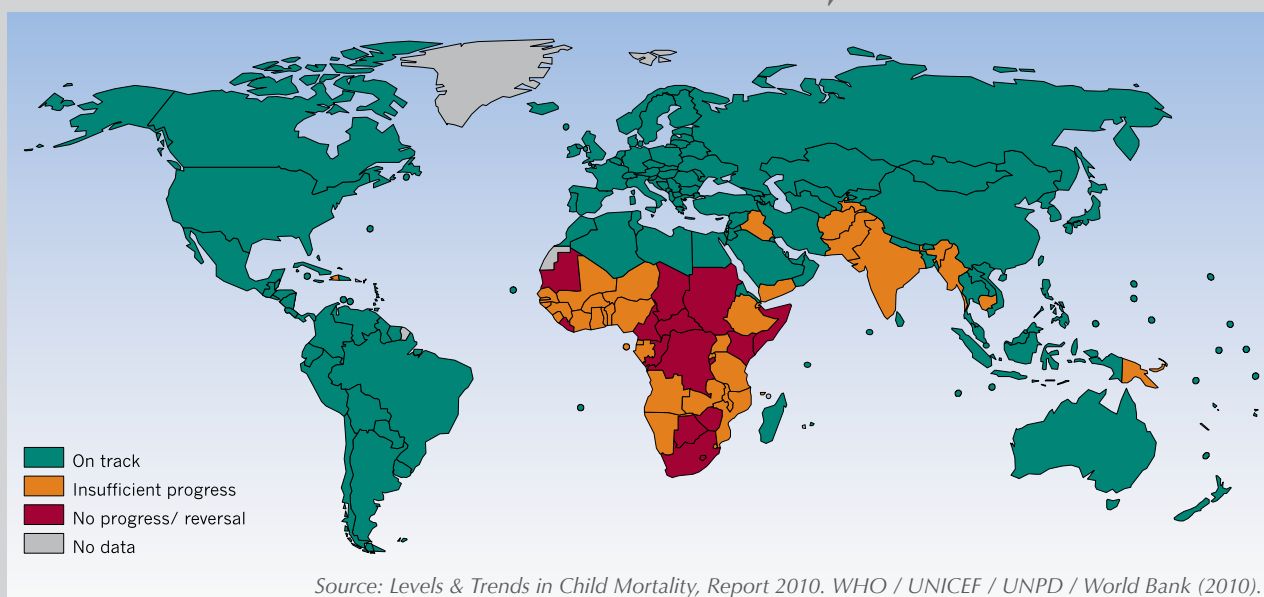 On track
Insufficient progress
No progress/ reversal
No data
Source: Levels & Trends in Child Mortality, Report 2010. WHO / UNICEF / UNPD / World Bank (2010).